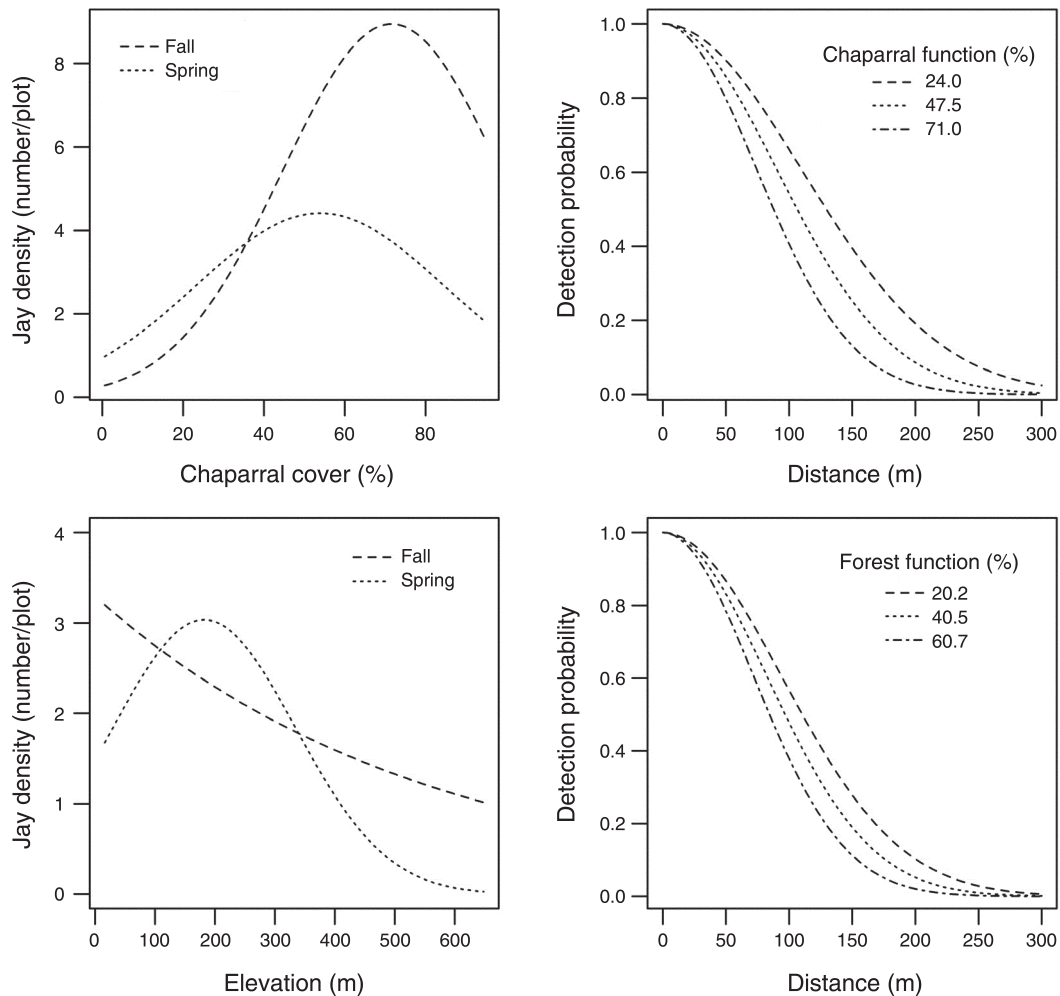 Jay density (number/plot)
8
6
4
2
0
Fall
Spring
0 20 40 60 80
Chaparral cover (%)
Detection probability
1.0
0.8
0.6
0.4
0.2
0.0
Chaparral function (%)
24.0
47.5
71.0
0 50 100 150 200 250 300
Distance (m)
Jay density (number/plot)
4
3
2
1
0
Fall
Spring
0 100 200 300 400 500 600
Elevation (m)
Detection probability
1.0
0.8
0.6
0.4
0.2
0.0
Forest function (%)
20.2
40.5
60.7
0 50 100 150 200 250 300
Distance (m)